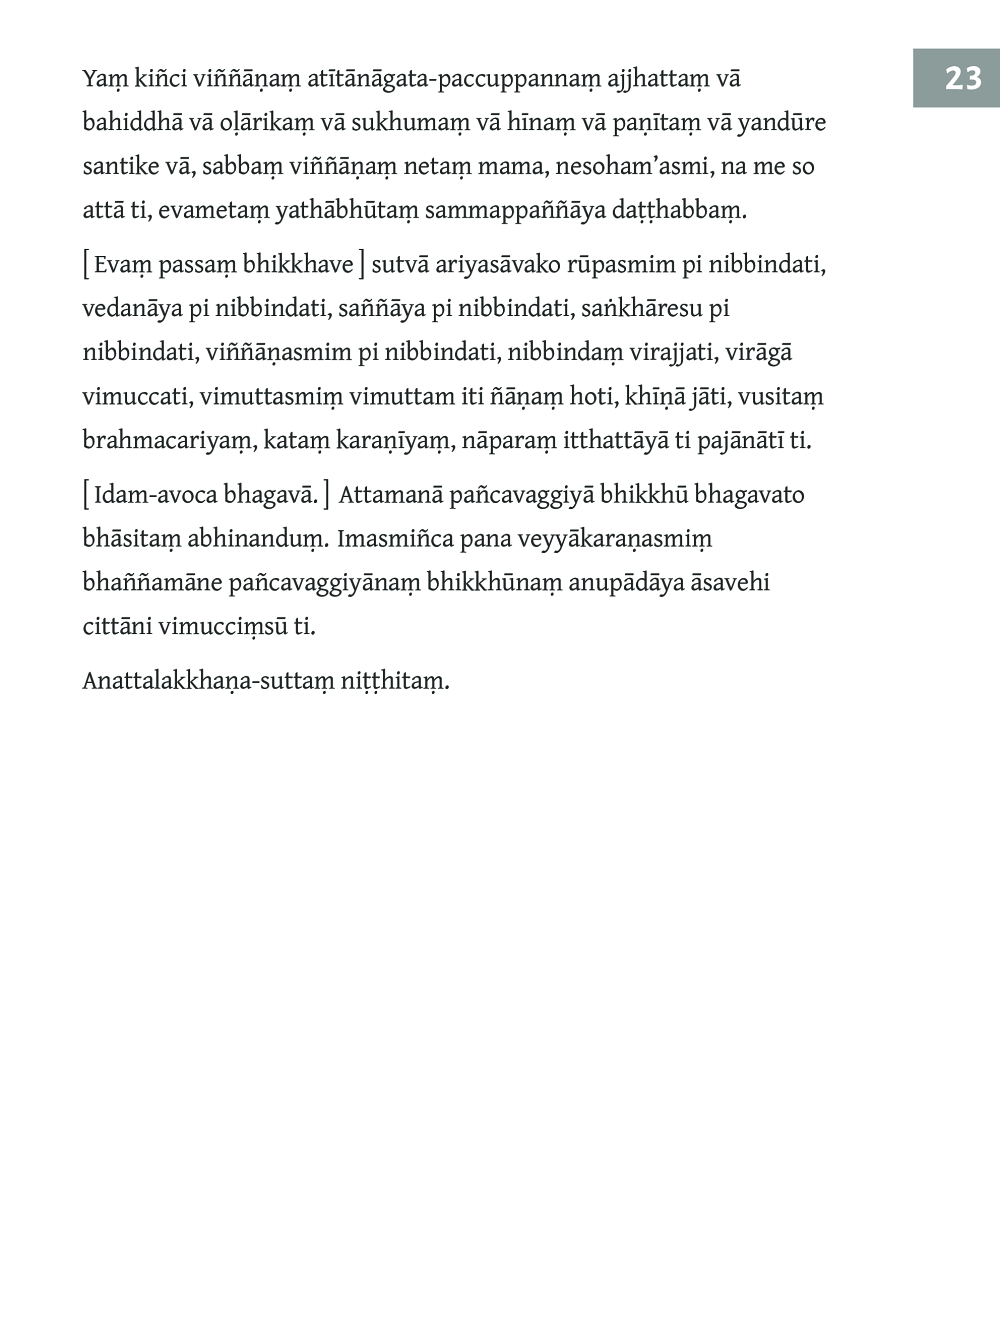 23
Yaṃ kiñci viññāṇaṃ atītānāgata-paccuppannaṃ ajjhattaṃ vā
bahiddhā vā oḷārikaṃ vā sukhumaṃ vā hīnaṃ vā paṇītaṃ vā yandūre
santike vā, sabbaṃ viññāṇaṃ netaṃ mama, nesoham’asmi, na me so
attā ti, evametaṃ yathābhūtaṃ sammappaññāya daṭṭhabbaṃ.
[ Evaṃ passaṃ bhikkhave ] sutvā ariyasāvako rūpasmim pi nibbindati,
vedanāya pi nibbindati, saññāya pi nibbindati, saṅkhāresu pi
nibbindati, viññāṇasmim pi nibbindati, nibbindaṃ virajjati, virāgā
vimuccati, vimuttasmiṃ vimuttam iti ñāṇaṃ hoti, khīṇā jāti, vusitaṃ
brahmacariyaṃ, kataṃ karaṇīyaṃ, nāparaṃ itthattāyā ti pajānātī ti.
[ Idam-avoca bhagavā. ] Attamanā pañcavaggiyā bhikkhū bhagavato
bhāsitaṃ abhinanduṃ. Imasmiñca pana veyyākaraṇasmiṃ
bhaññamāne pañcavaggiyānaṃ bhikkhūnaṃ anupādāya āsavehi
cittāni vimucciṃsū ti.
Anattalakkhaṇa-suttaṃ niṭṭhitaṃ.